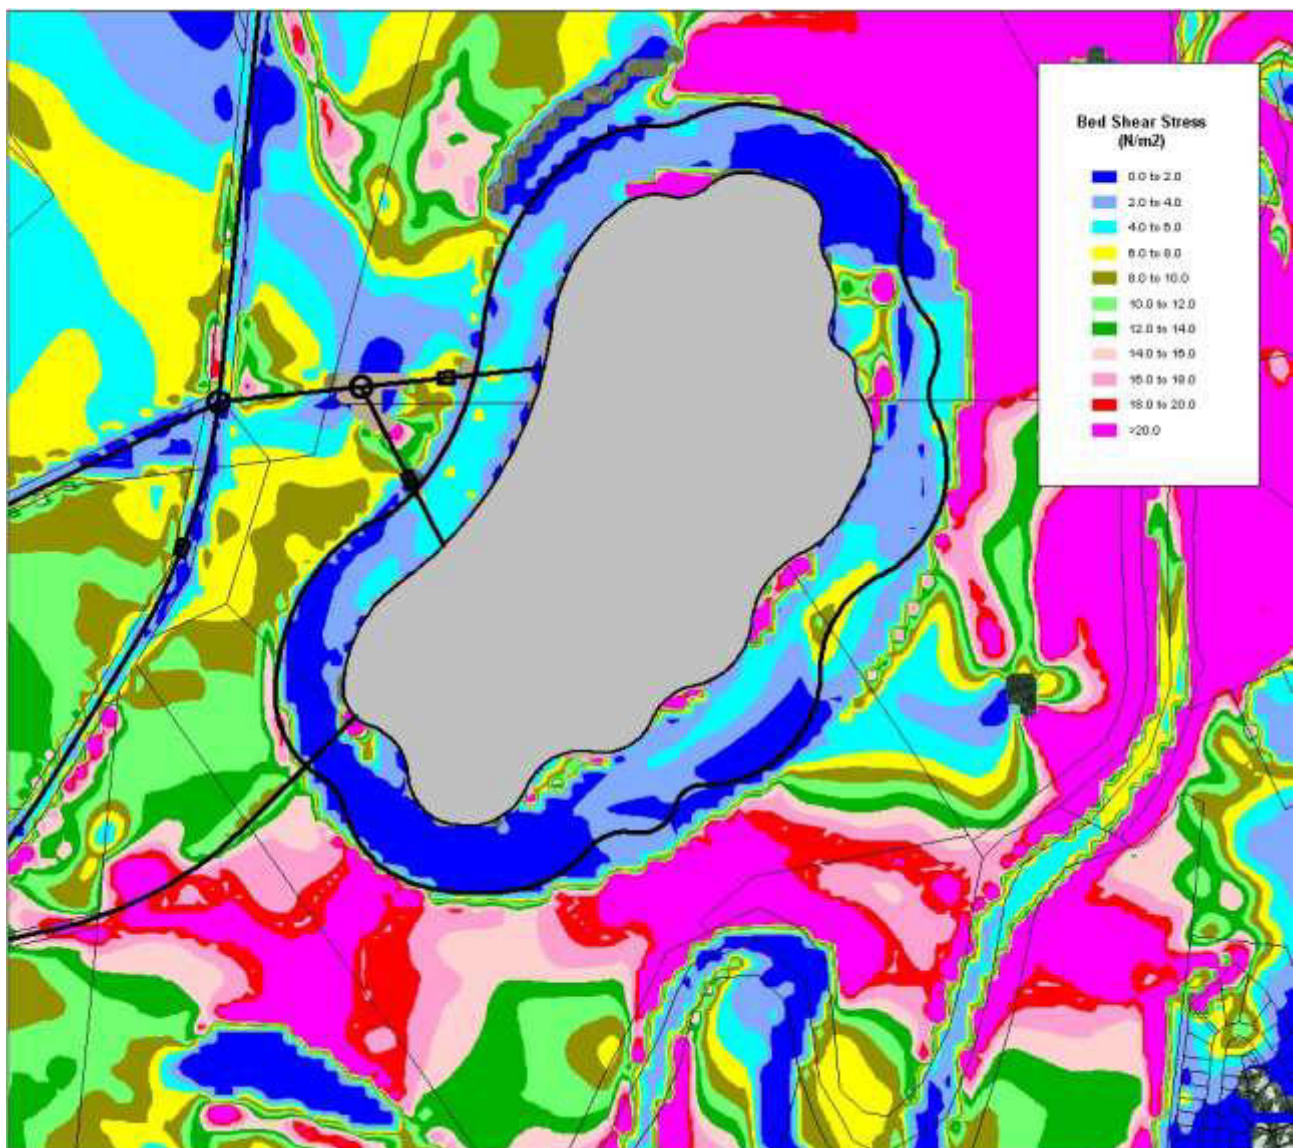 Bed Shear Stress
(N/m2)
0.0 to 2.0
2.0 to 4.0
4.0 to 6.0
6.0 to 8.0
8.0 to 10.0
10.0 to 12.0
12.0 to 14.0
14.0 to 16.0
16.0 to 18.0
18.0 to 20.0
>20.0